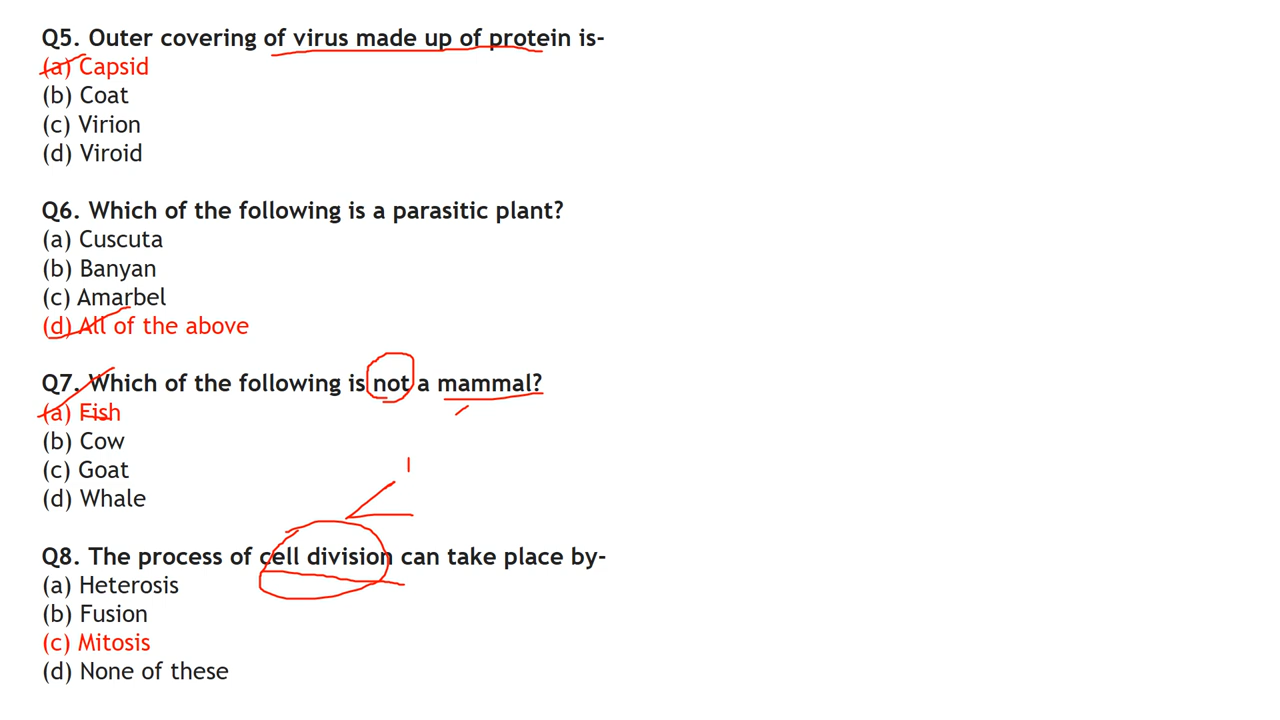 Q5. Outer covering of virus made up of protein is-
(a) Capsid
(b) Coat
(c) Virion
(d) Viroid
Q6. Which of the following is a parasitic plant?
(a) Cuscuta
(b) Banyan
(c) Amarbel
(d) All of the above
Q7. Which of the following is not a mammal?
(a) Fish
(b) Cow
(c) Goat
(d) Whale
Q8. The process of cell division can take place by-
(a) Heterosis
(b) Fusion
(c) Mitosis
(d) None of these